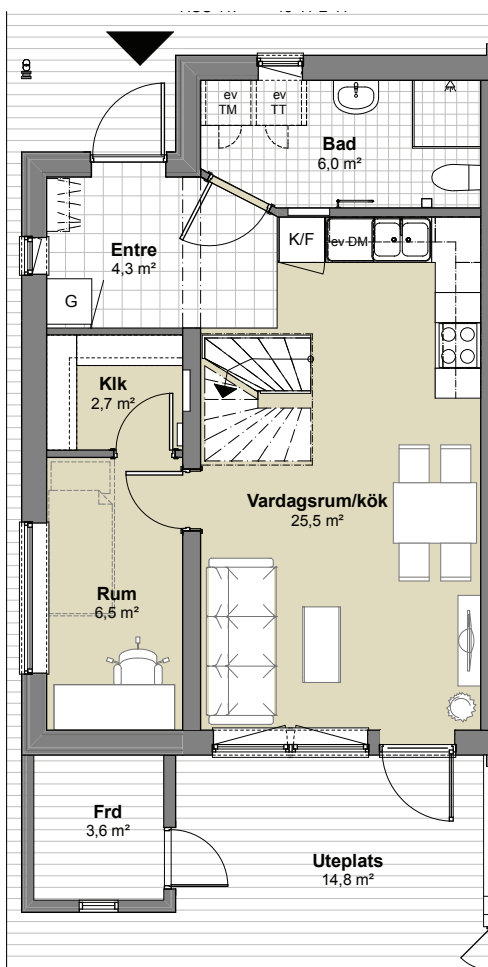 ev
TM
ev
TT
Bad
6,0 m²
Entre
4,3 m²
K/F
ev DM
G
Klk
2,7 m²
Vardagsrum/kök
25,5 m²
Rum
6,5 m²
Frd
3,6 m²
Uteplats
14,8 m²